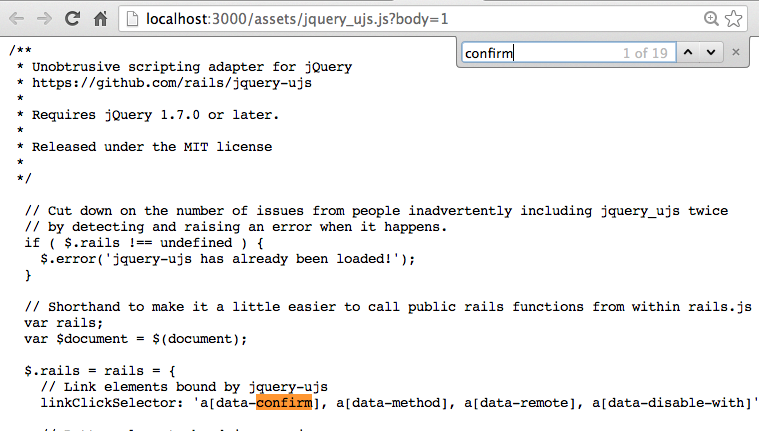 localhost:3000/assets/jquery_ujs.js?body=1
confirm 1 of 19
/**
 * Unobtrusive scripting adapter for jQuery
 * https://github.com/rails/jquery-ujs
 *
 * Requires jQuery 1.7.0 or later.
 *
 * Released under the MIT license
 *
 */
// Cut down on the number of issues from people inadvertently including jquery_ujs twice
// by detecting and raising an error when it happens.
if ( $.rails !== undefined ) {
  $.error('jquery-ujs has already been loaded!');
}
// Shorthand to make it a little easier to call public rails functions from within rails.js
var rails;
var $document = $(document);
$.rails = rails = {
  // Link elements bound by jquery-ujs
  linkClickSelector: 'a[data-confirm], a[data-method], a[data-remote], a[data-disable-with]'